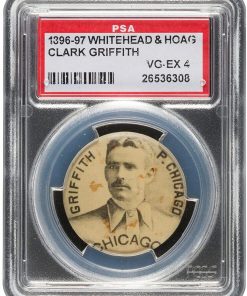 PSA
1896-97 WHITEHEAD & HOAG
CLARK GRIFFITH
VG-EX 4
26536308
GRIFFITH P. CHICAGO
CHICAGO